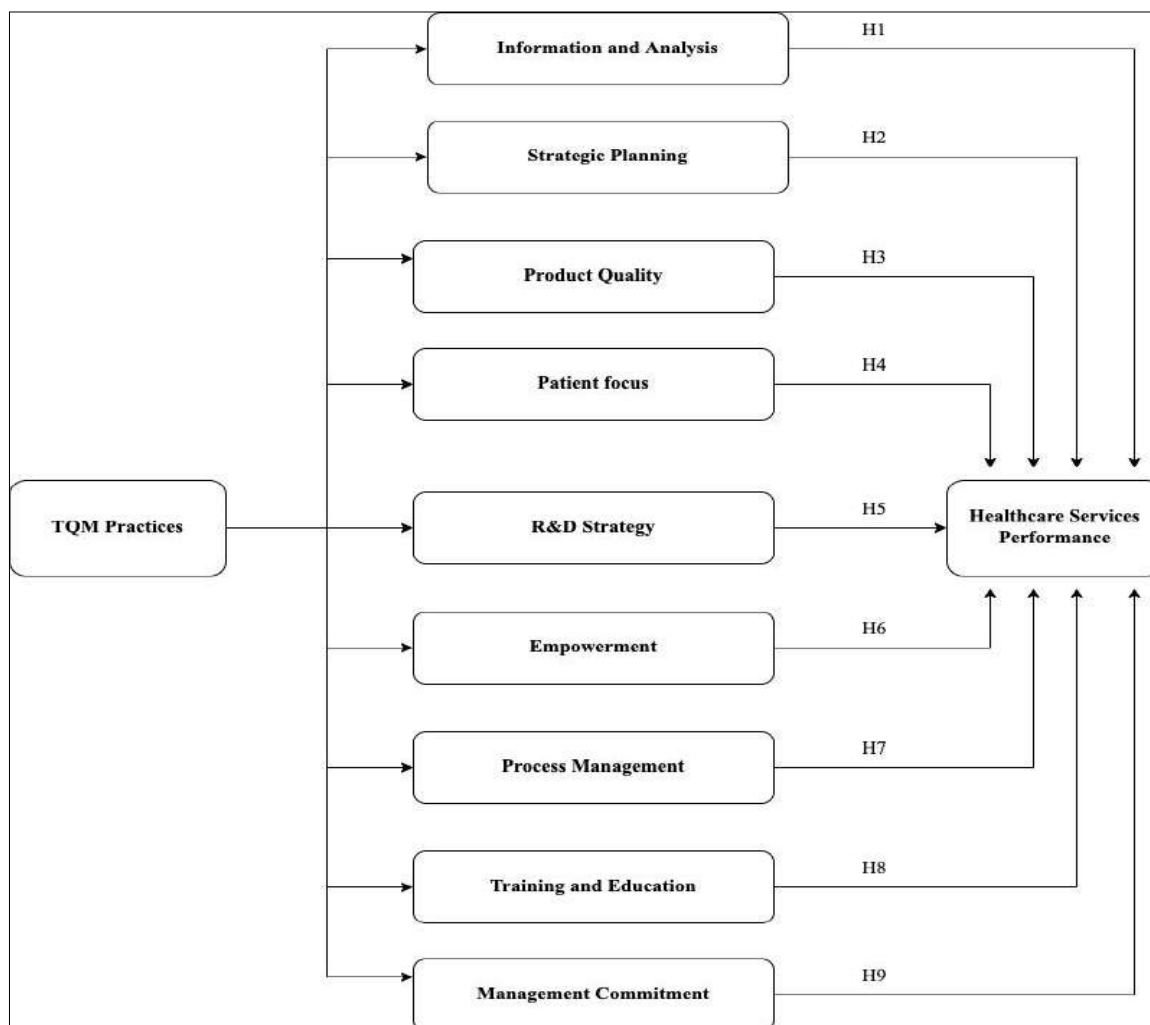 Information and Analysis
H1
Strategic Planning
H2
Product Quality
H3
Patient focus
H4
TQM Practices
R&D Strategy
H5
Healthcare Services
Performance
Empowerment
H6
Process Management
H7
Training and Education
H8
Management Commitment
H9